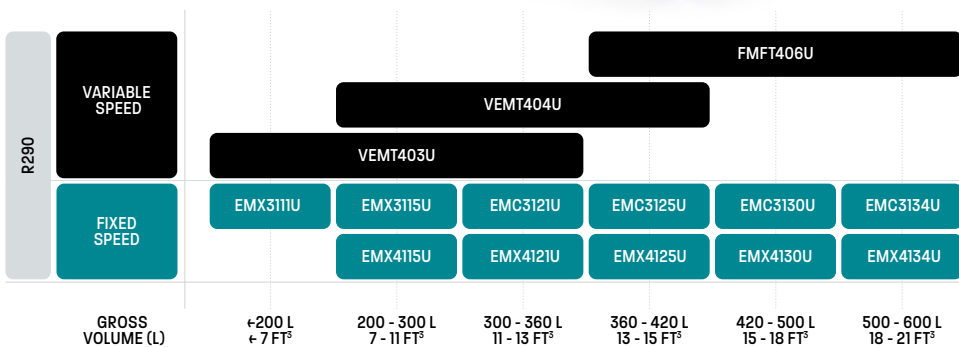 R290
VARIABLE
SPEED
FMFT406U
VEMT404U
VEMT403U
FIXED
SPEED
EMX3111U EMX3115U EMC3121U EMC3125U EMC3130U EMC3134U
EMX4115U EMX4121U EMX4125U EMX4130U EMX4134U
GROSS
VOLUME (L)
<200 L
< 7 FT³
200 - 300 L
7 - 11 FT³
300 - 360 L
11 - 13 FT³
360 - 420 L
13 - 15 FT³
420 - 500 L
15 - 18 FT³
500 - 600 L
18 - 21 FT³